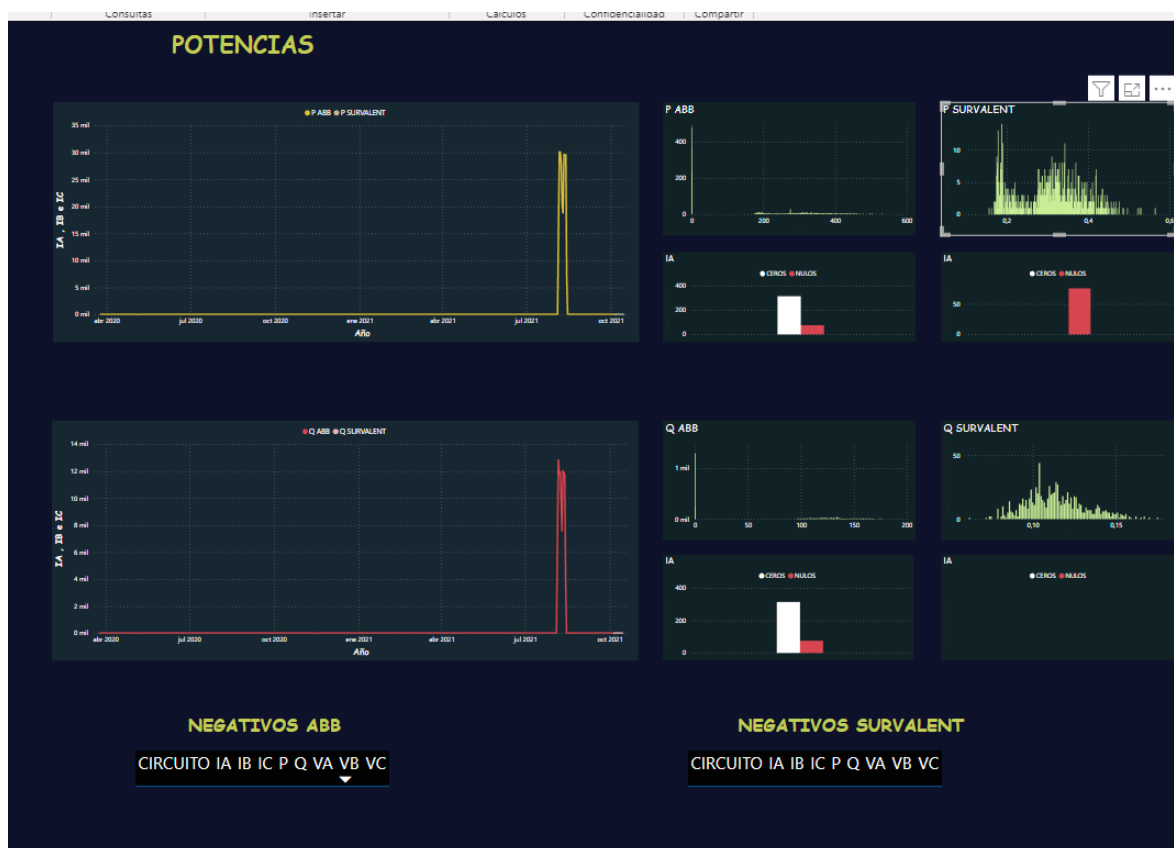 Consultas Insertar Cálculos Confidencialidad Compartir
POTENCIAS
P ABB P SURVALENT
35 mil
30 mil
25 mil
20 mil
15 mil
10 mil
5 mil
0 mil
IA , IB e IC
abr 2020 jul 2020 oct 2020 ene 2021 abr 2021 jul 2021 oct 2021
Año
P ABB
400
200
0
0 200 400 600
P SURVALENT
10
5
0
0,2 0,4 0,6
IA
CEROS NULOS
400
200
0
IA
CEROS NULOS
50
0
Q ABB Q SURVALENT
14 mil
12 mil
10 mil
8 mil
6 mil
4 mil
2 mil
0 mil
IA , IB e IC
abr 2020 jul 2020 oct 2020 ene 2021 abr 2021 jul 2021 oct 2021
Año
Q ABB
1 mil
0 mil
0 50 100 150 200
Q SURVALENT
50
0
0,10 0,15
IA
CEROS NULOS
400
200
0
IA
CEROS NULOS
NEGATIVOS ABB
CIRCUITO IA IB IC P Q VA VB VC
NEGATIVOS SURVALENT
CIRCUITO IA IB IC P Q VA VB VC